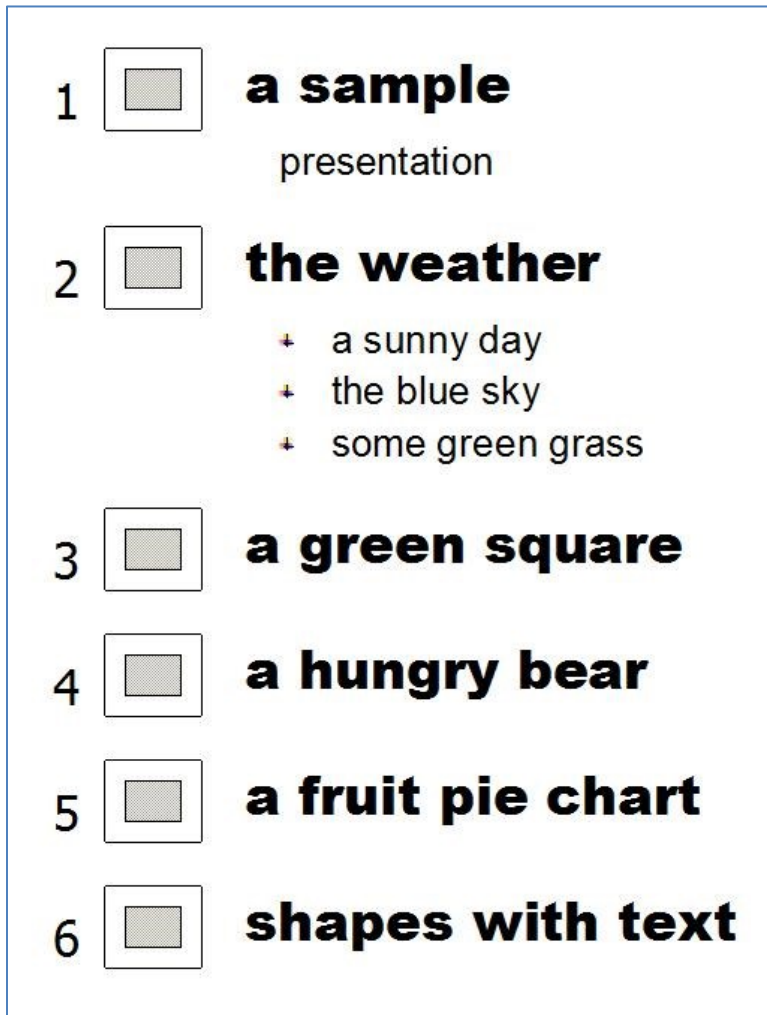 1 a sample
presentation
2 the weather
a sunny day
the blue sky
some green grass
3 a green square
4 a hungry bear
5 a fruit pie chart
6 shapes with text